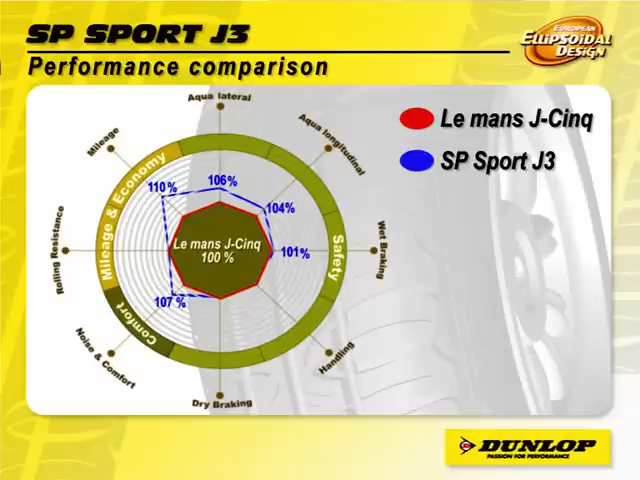 SP SPORT J3
Performance comparison
EUROPEAN
ELLIPSOIDAL
DESIGN
Le mans J-Cinq
SP Sport J3
Aqua lateral
Aqua longitudinal
Wet Braking
Handling
Dry Braking
Noise & Comfort
Rolling Resistance
Mileage
Mileage & Economy
Safety
Comfort
110 %
106%
104%
101%
107 %
Le mans J-Cinq
100 %
DUNLOP
PASSION FOR PERFORMANCE